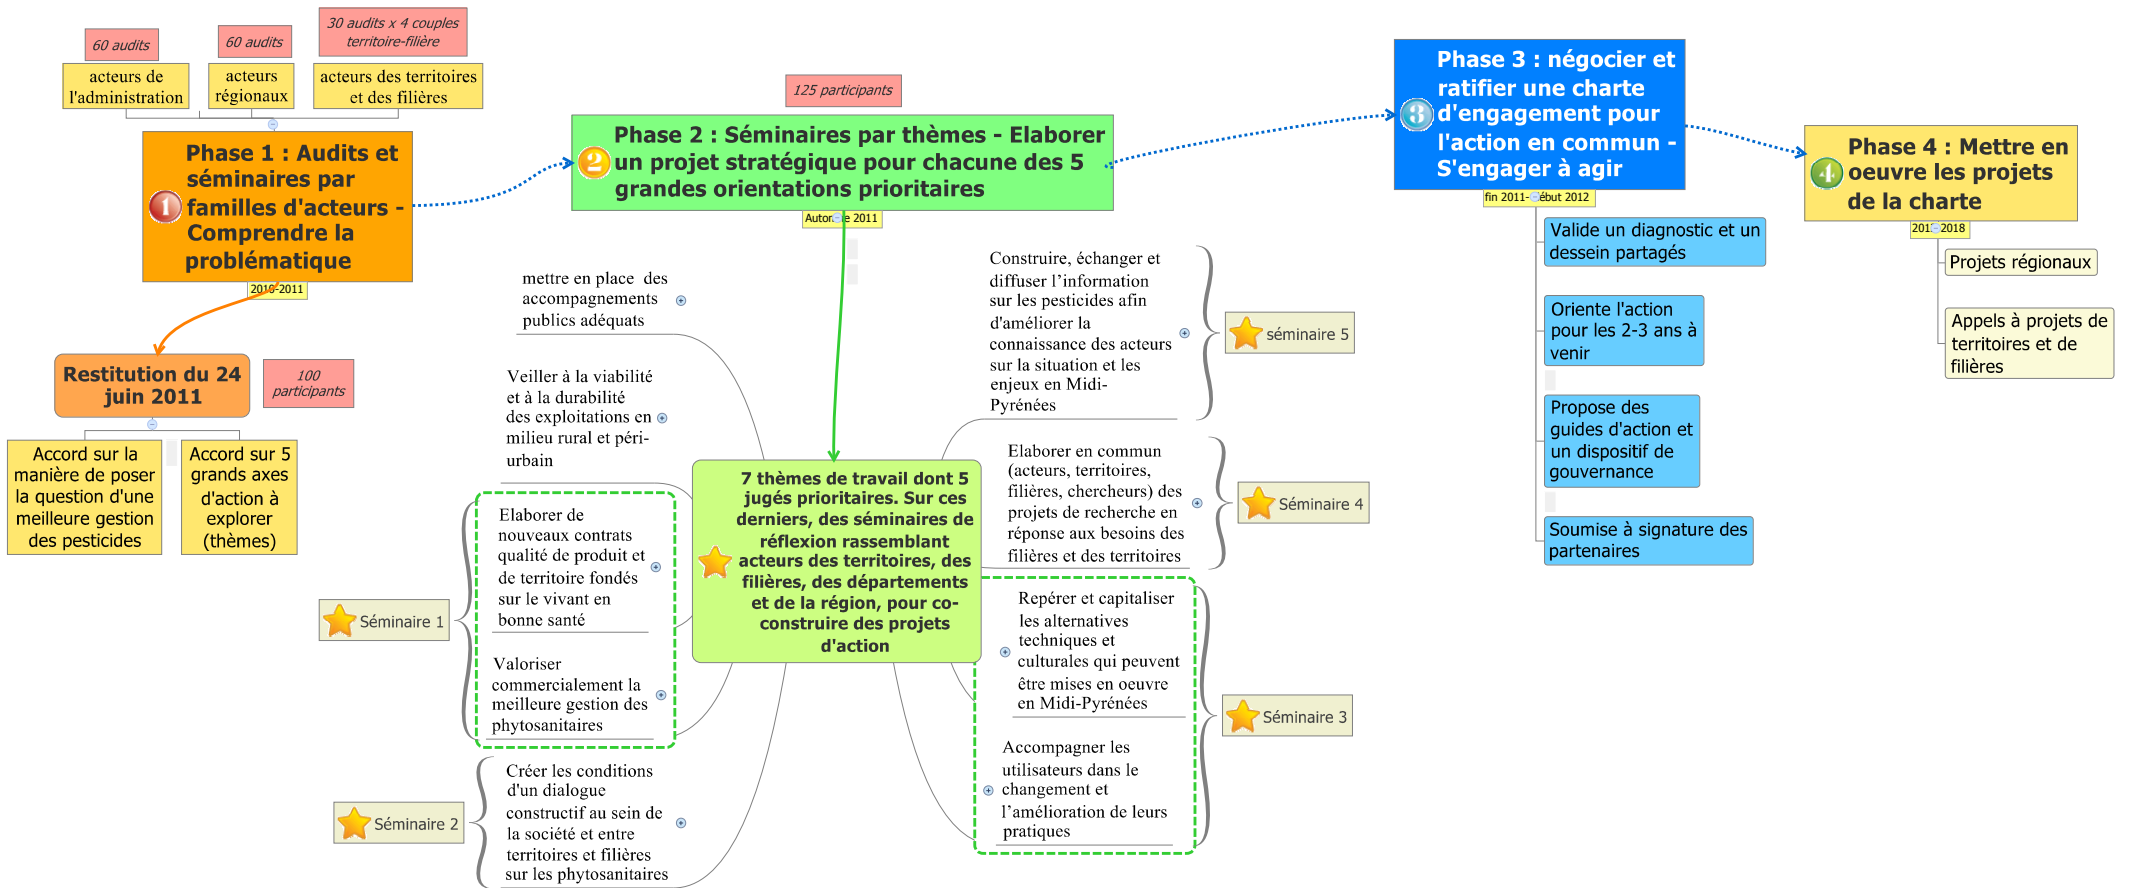 60 audits
acteurs de
l'administration
60 audits
acteurs
régionaux
30 audits x 4 couples
territoire-filière
acteurs des territoires
et des filières
1
Phase 1 : Audits et
séminaires par
familles d'acteurs -
Comprendre la
problématique
2010-2011
Restitution du 24
juin 2011
100
participants
Accord sur la
manière de poser
la question d'une
meilleure gestion
des pesticides
Accord sur 5
grands axes
d'action à
explorer
(thèmes)
125 participants
2
Phase 2 : Séminaires par thèmes - Elaborer
un projet stratégique pour chacune des 5
grandes orientations prioritaires
Automne 2011
mettre en place  des
accompagnements
publics adéquats
Veiller à la viabilité
et à la durabilité
des exploitations en
milieu rural et péri-
urbain
Elaborer de
nouveaux contrats
qualité de produit et
de territoire fondés
sur le vivant en
bonne santé
Valoriser
commercialement la
meilleure gestion des
phytosanitaires
Séminaire 1
Créer les conditions
d'un dialogue
constructif au sein de
la société et entre
territoires et filières
sur les phytosanitaires
Séminaire 2
7 thèmes de travail dont 5
jugés prioritaires. Sur ces
derniers, des séminaires de
réflexion rassemblant
acteurs des territoires, des
filières, des départements
et de la région, pour co-
construire des projets
d'action
Construire, échanger et
diffuser l’information
sur les pesticides afin
d'améliorer la
connaissance des acteurs
sur la situation et les
enjeux en Midi-
Pyrénées
séminaire 5
Elaborer en commun
(acteurs, territoires,
filières, chercheurs) des
projets de recherche en
réponse aux besoins des
filières et des territoires
Séminaire 4
Repérer et capitaliser
les alternatives
techniques et
culturales qui peuvent
être mises en oeuvre
en Midi-Pyrénées
Accompagner les
utilisateurs dans le
changement et
l’amélioration de leurs
pratiques
Séminaire 3
3
Phase 3 : négocier et
ratifier une charte
d'engagement pour
l'action en commun -
S'engager à agir
fin 2011-début 2012
Valide un diagnostic et un
dessein partagés
Oriente l'action
pour les 2-3 ans à
venir
Propose des
guides d'action et
un dispositif de
gouvernance
Soumise à signature des
partenaires
4
Phase 4 : Mettre en
oeuvre les projets
de la charte
2018
Projets régionaux
Appels à projets de
territoires et de
filières